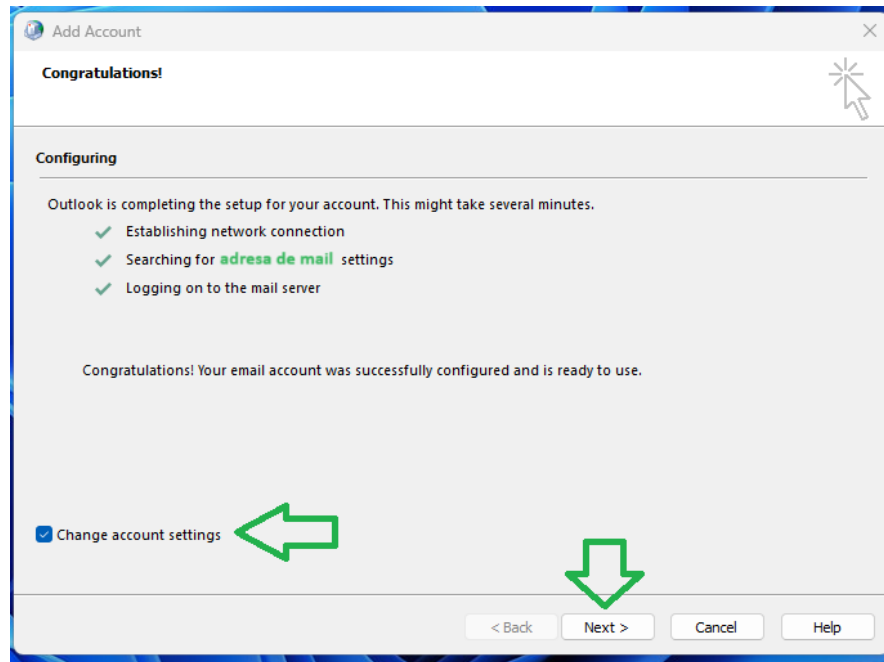 Add Account
Congratulations!
Configuring
Outlook is completing the setup for your account. This might take several minutes.
Establishing network connection
Searching for adresa de mail settings
Logging on to the mail server
Congratulations! Your email account was successfully configured and is ready to use.
Change account settings
< Back Next > Cancel Help